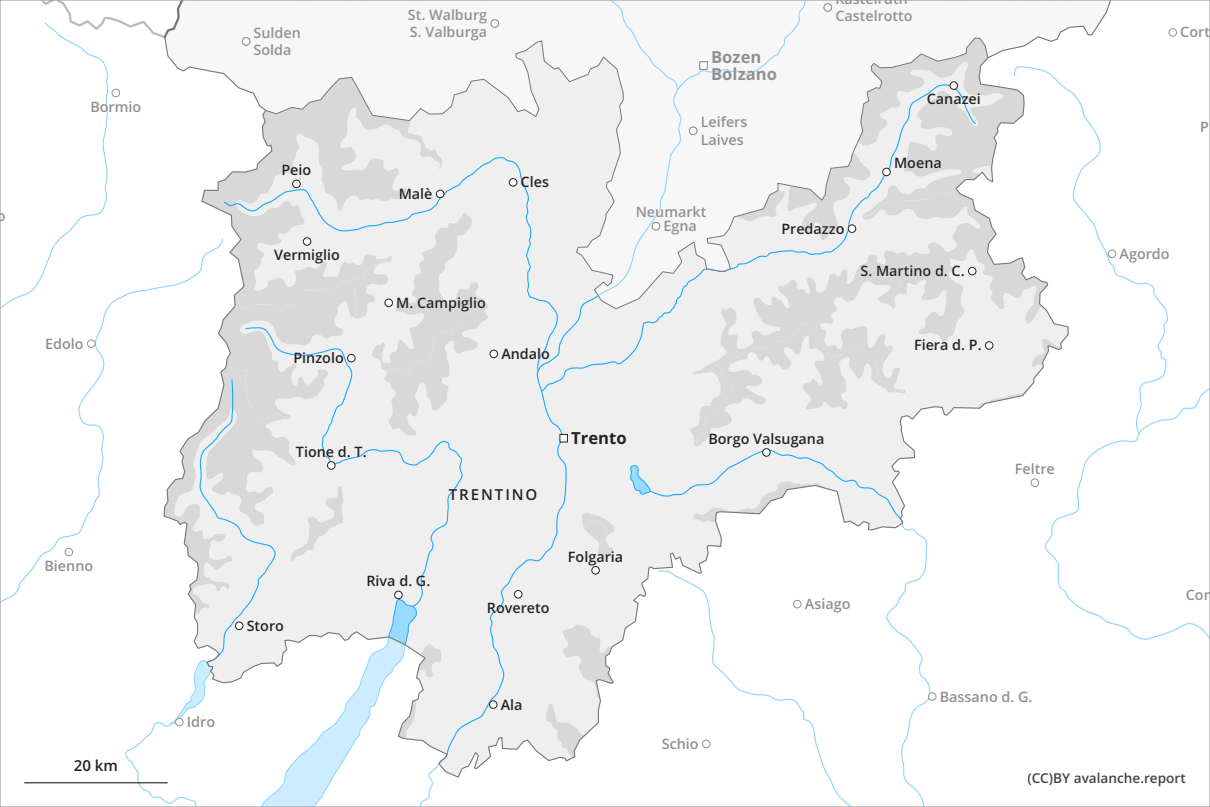 Kastelruth
Castelrotto
St. Walburg
S. Valburga
Sulden
Solda
Cort
Bozen
Bolzano
Bormio
Canazei
Leifers
Laives
P
Moena
Peio
Malè
Cles
Neumarkt
Egna
Predazzo
Vermiglio
Agordo
S. Martino d. C.
M. Campiglio
Edolo
Fiera d. P.
Pinzolo
Andalo
Trento
Borgo Valsugana
Tione d. T.
Feltre
TRENTINO
Folgaria
Bienno
Riva d. G.
Cor
Rovereto
Asiago
Storo
Bassano d. G.
Ala
Idro
Schio
20 km
(CC)BY avalanche.report